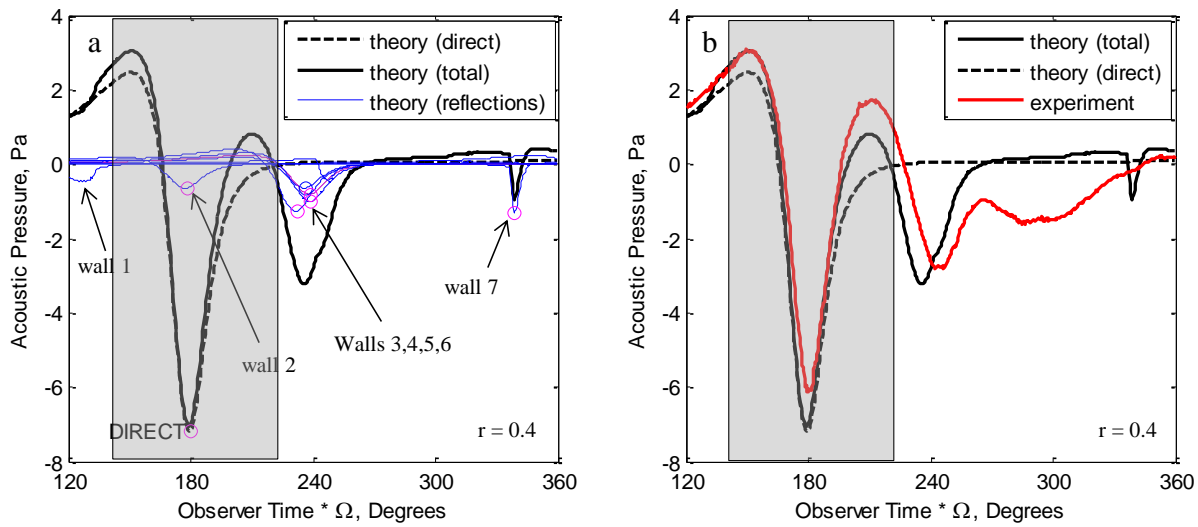 a
theory (direct)
theory (total)
theory (reflections)
4
2
0
-2
-4
-6
-8
Acoustic Pressure, Pa
wall 1
wall 2
Walls 3,4,5,6
wall 7
DIRECT
r = 0.4
120 180 240 300 360
Observer Time * Ω, Degrees
b
theory (total)
theory (direct)
experiment
4
2
0
-2
-4
-6
-8
Acoustic Pressure, Pa
r = 0.4
120 180 240 300 360
Observer Time * Ω, Degrees